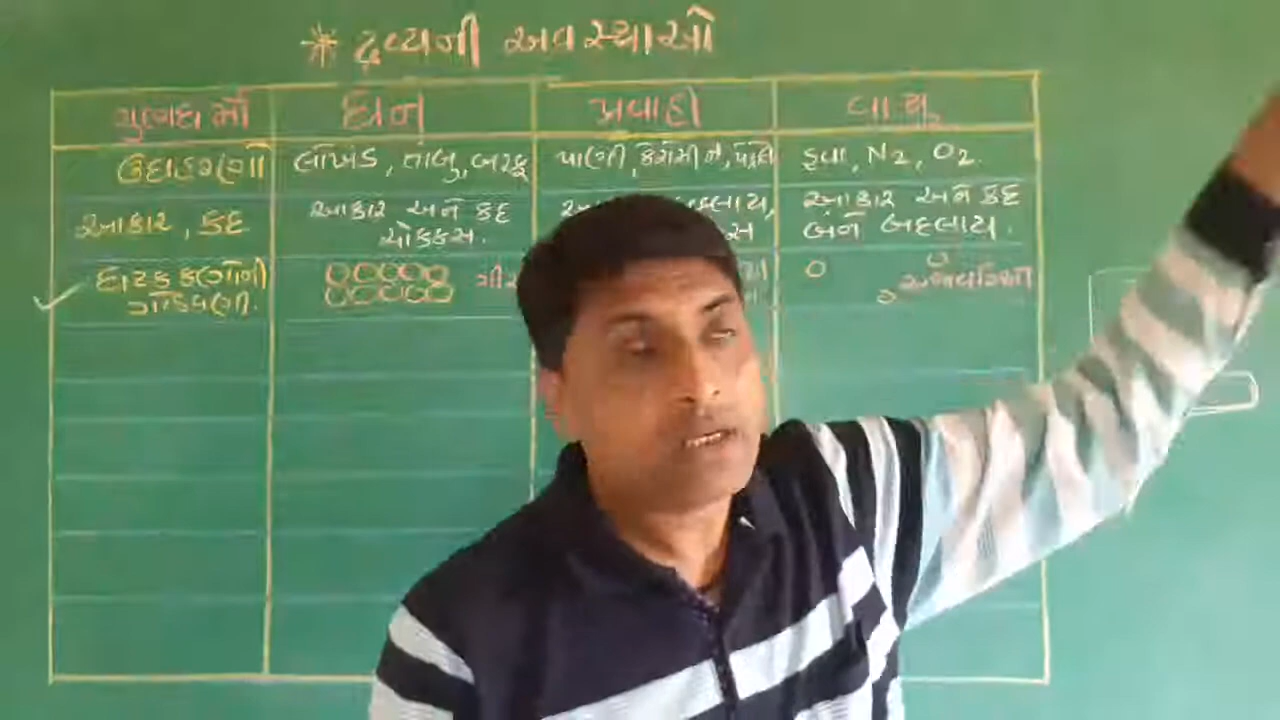 * દ્રવ્યની અવસ્થાઓ
ગુણધર્મો ઘન પ્રવાહી વાયુ
ઉદાહરણો લોખંડ, તાંબુ, બરફ પાણી, કેરોસીન, પેટ્રોલ હવા, N2, O2.
આકાર, કદ આકાર અને કદ ચોક્કસ. બદલાય, આકાર અને કદ બંને બદલાય.
ઘટક કણોની
ગોઠવણી.